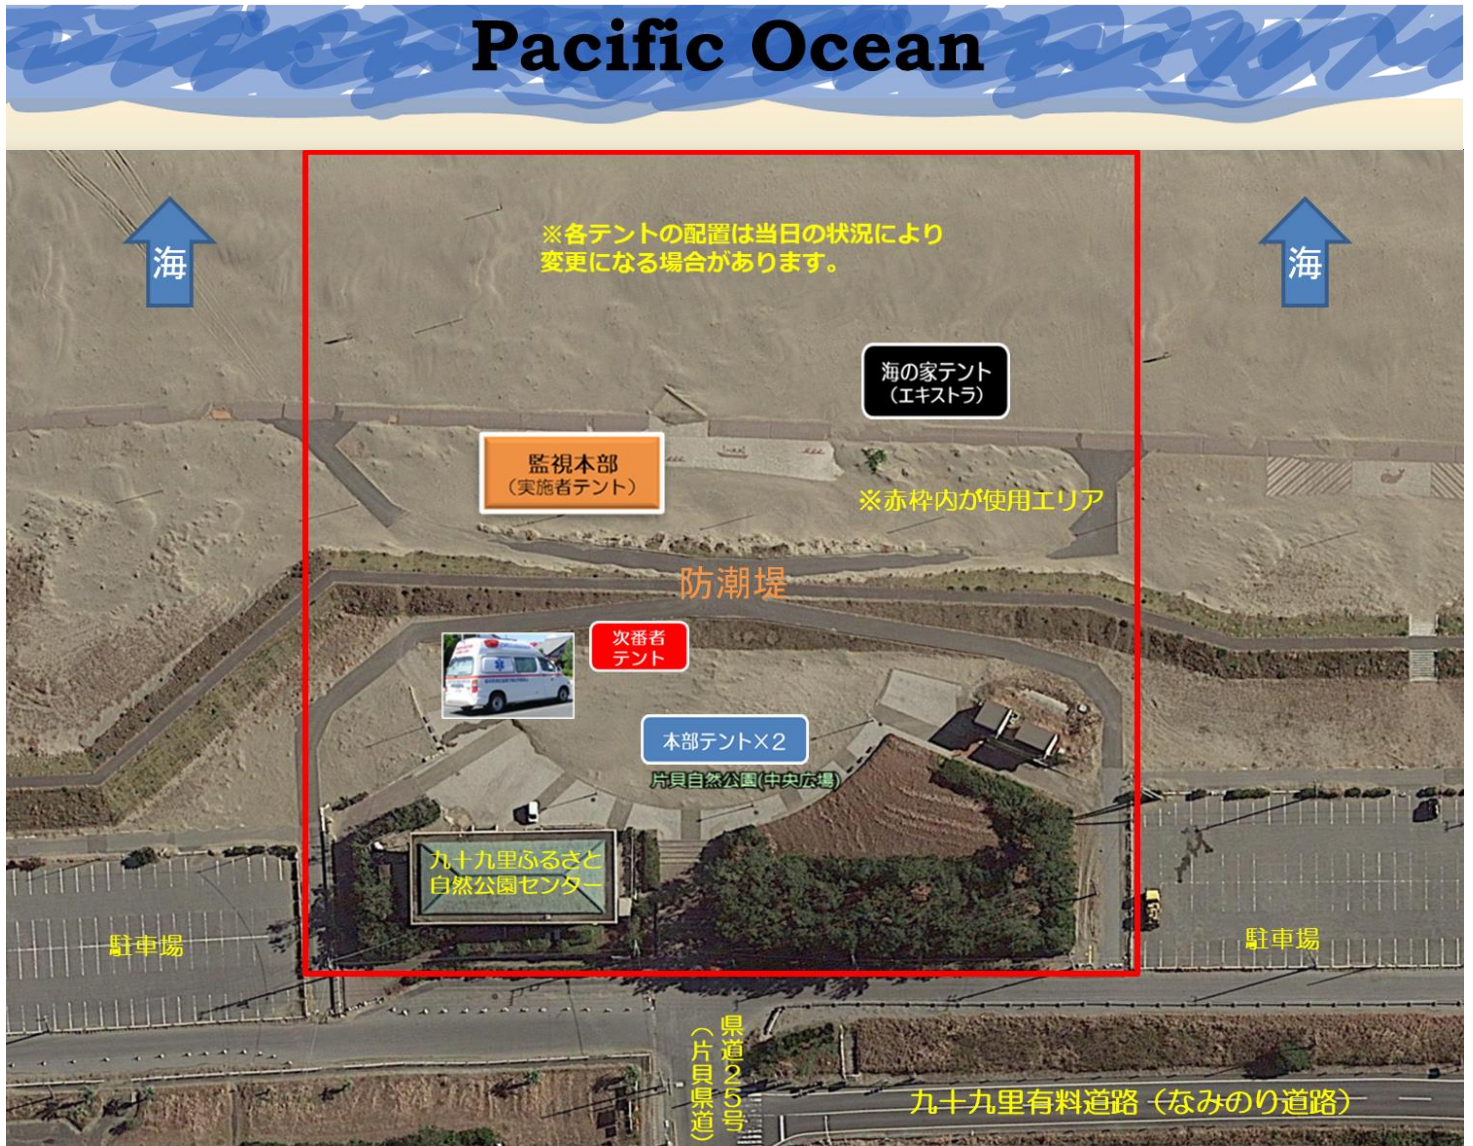 Pacific Ocean
海
海
※各テントの配置は当日の状況により
変更になる場合があります。
海の家テント
（エキストラ）
監視本部
（実施者テント）
※赤枠内が使用エリア
防潮堤
次番者
テント
本部テント×２
片貝自然公園(中央広場)
九十九里ふるさと
自然公園センター
駐車場
駐車場
県道２５号
（片貝県道）
九十九里有料道路（なみのり道路）